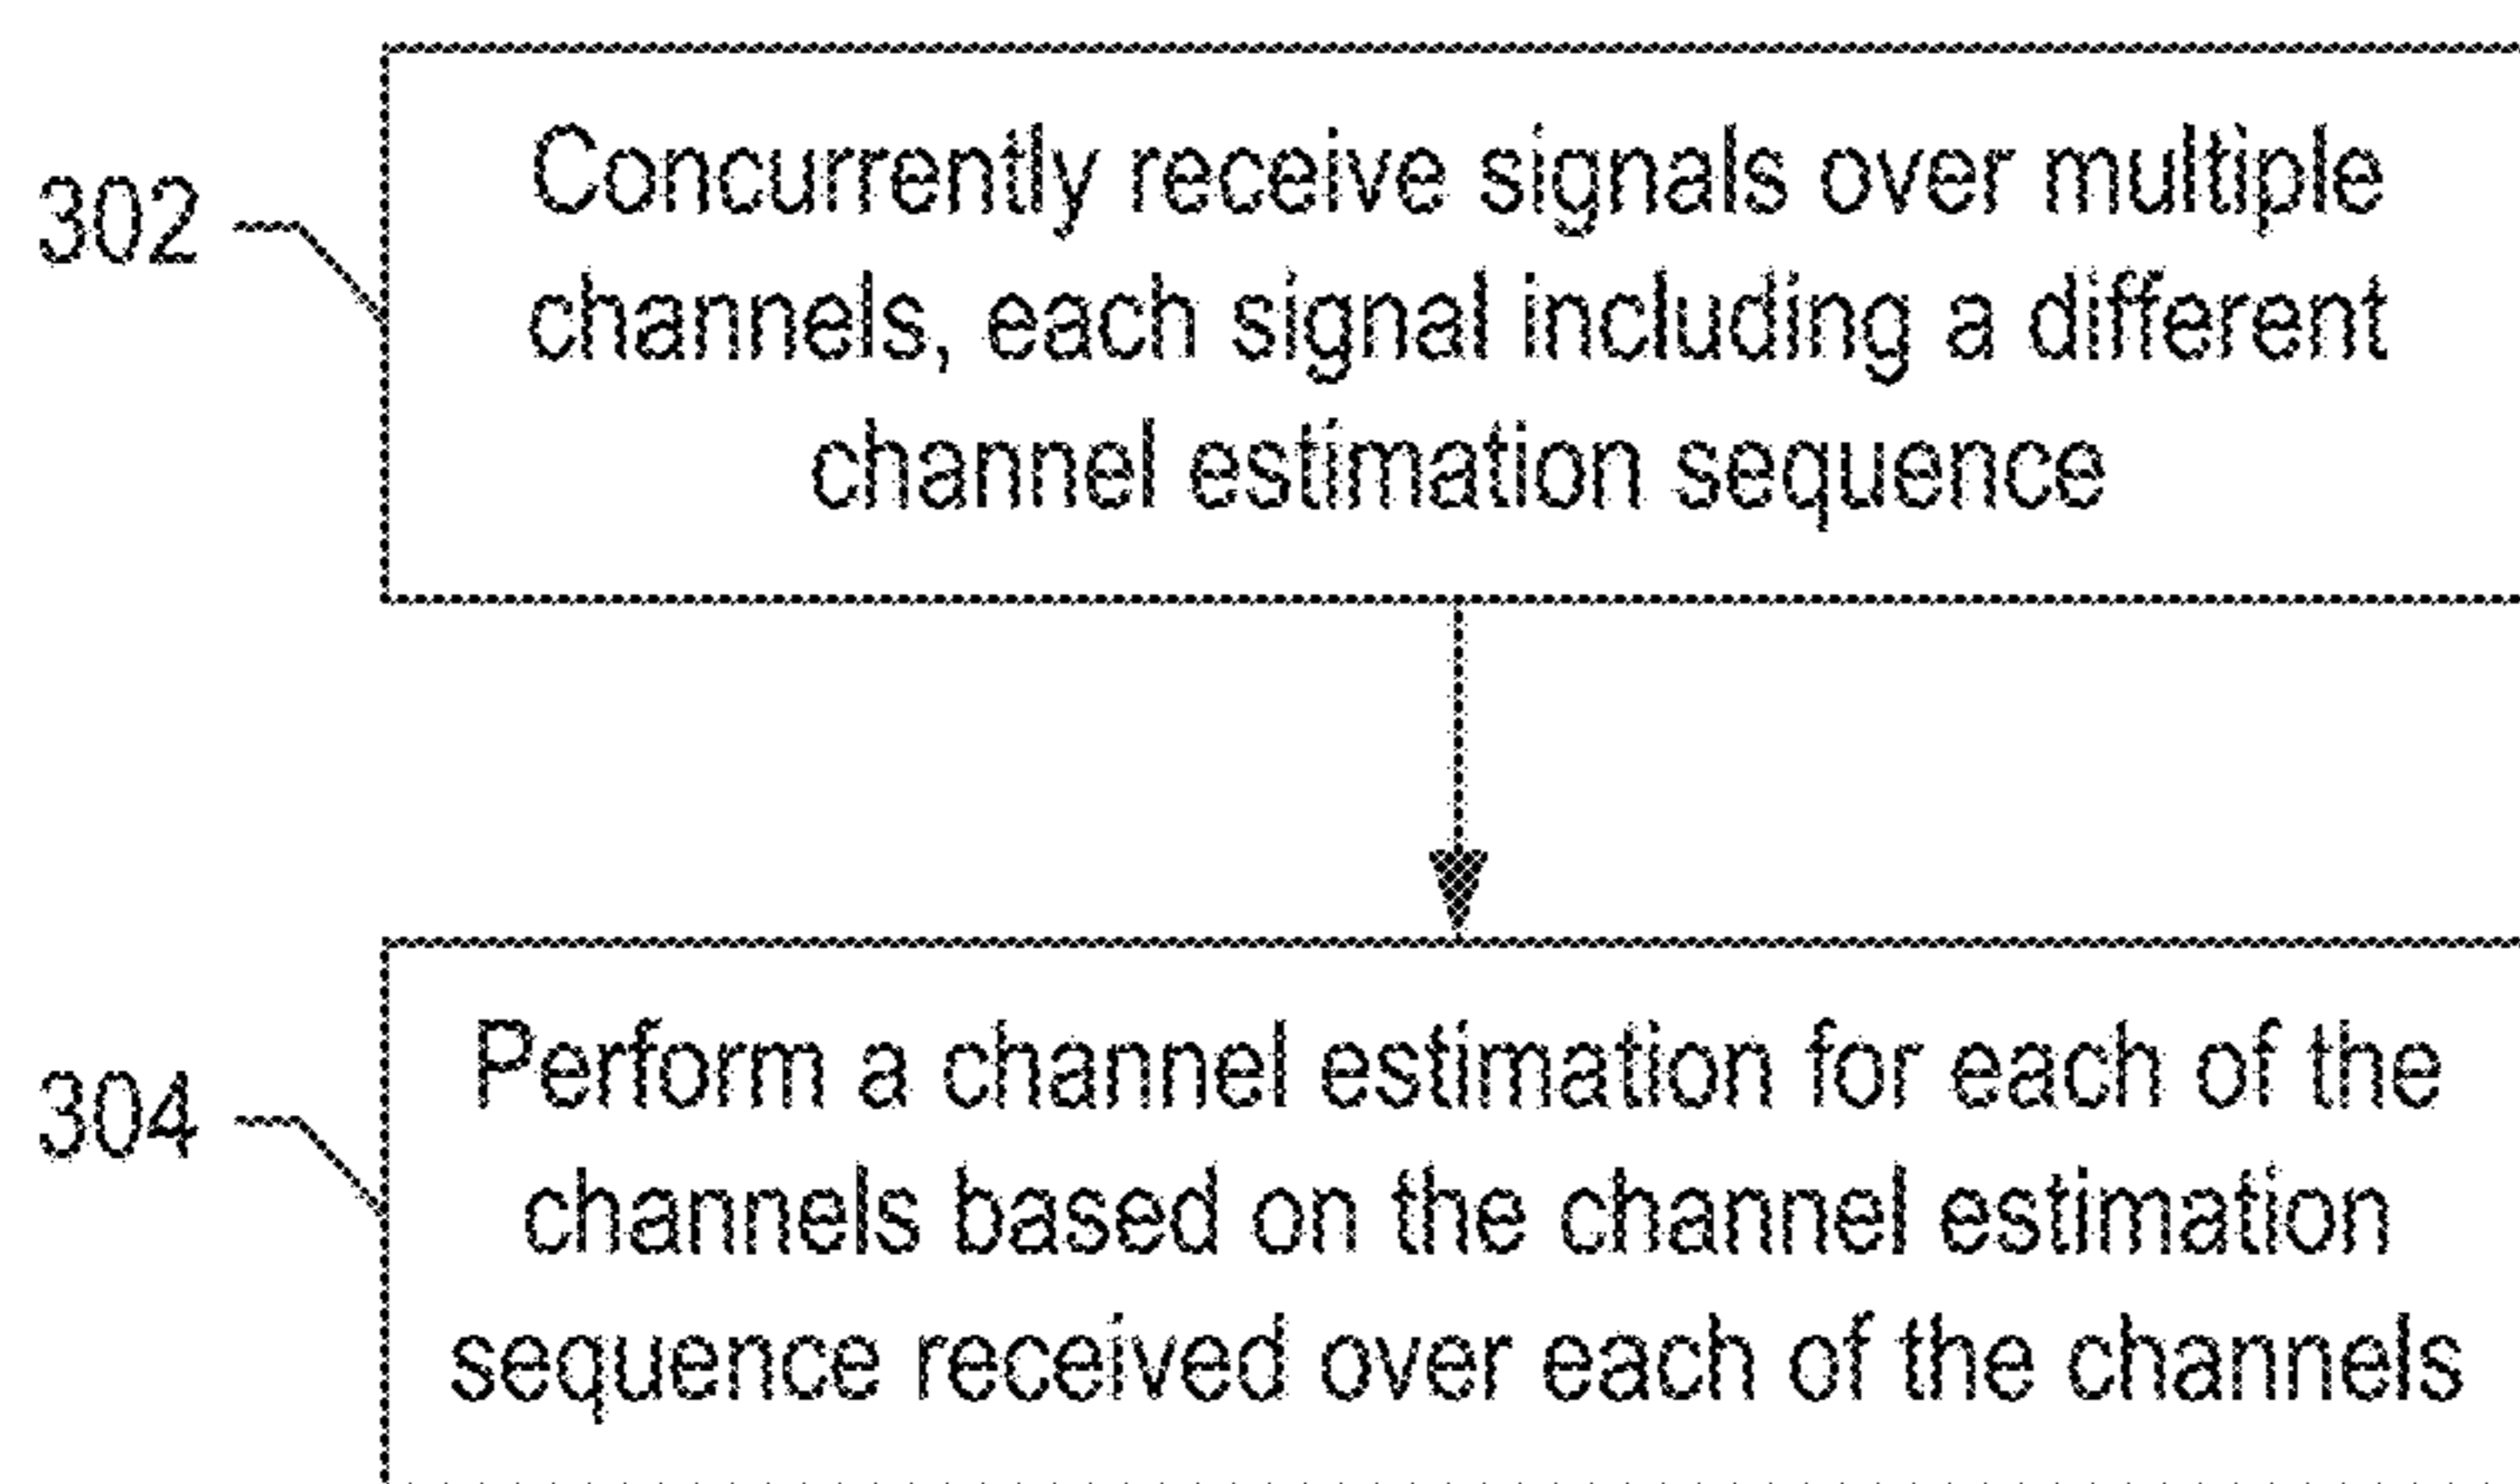 302
Concurrently receive signals over multiple
channels, each signal including a different
channel estimation sequence
304
Perform a channel estimation for each of the
channels based on the channel estimation
sequence received over each of the channels